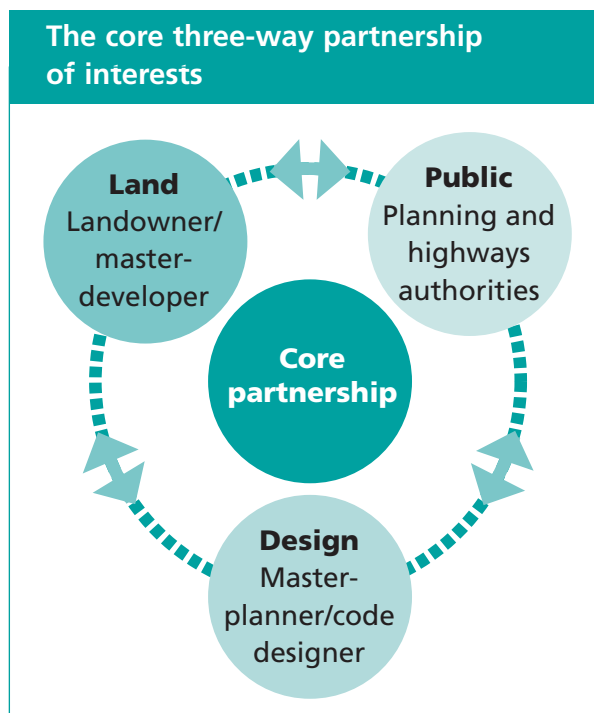 The core three-way partnership
of interests
Land
Landowner/
master-
developer
Public
Planning and
highways
authorities
Core
partnership
Design
Master-
planner/code
designer